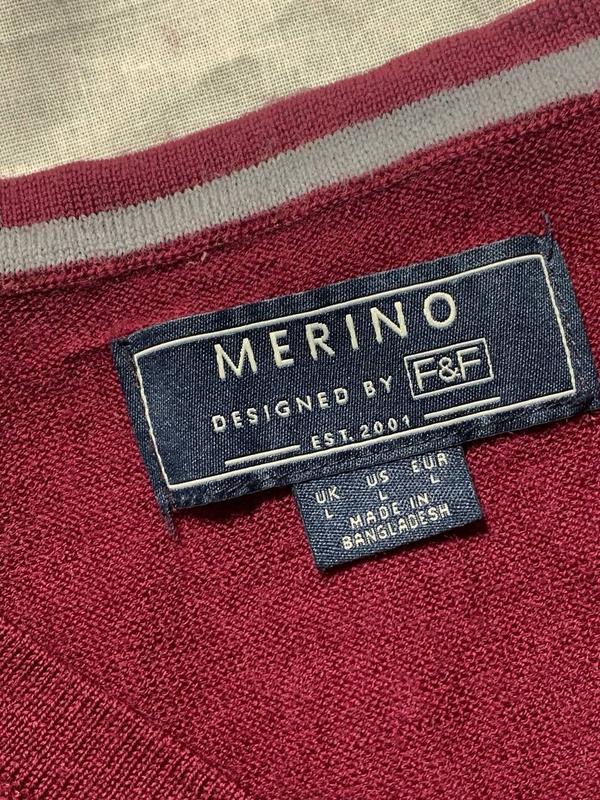 MERINO
DESIGNED BY F&F
EST. 2001
UK US EUR
L L L
MADE IN
BANGLADESH